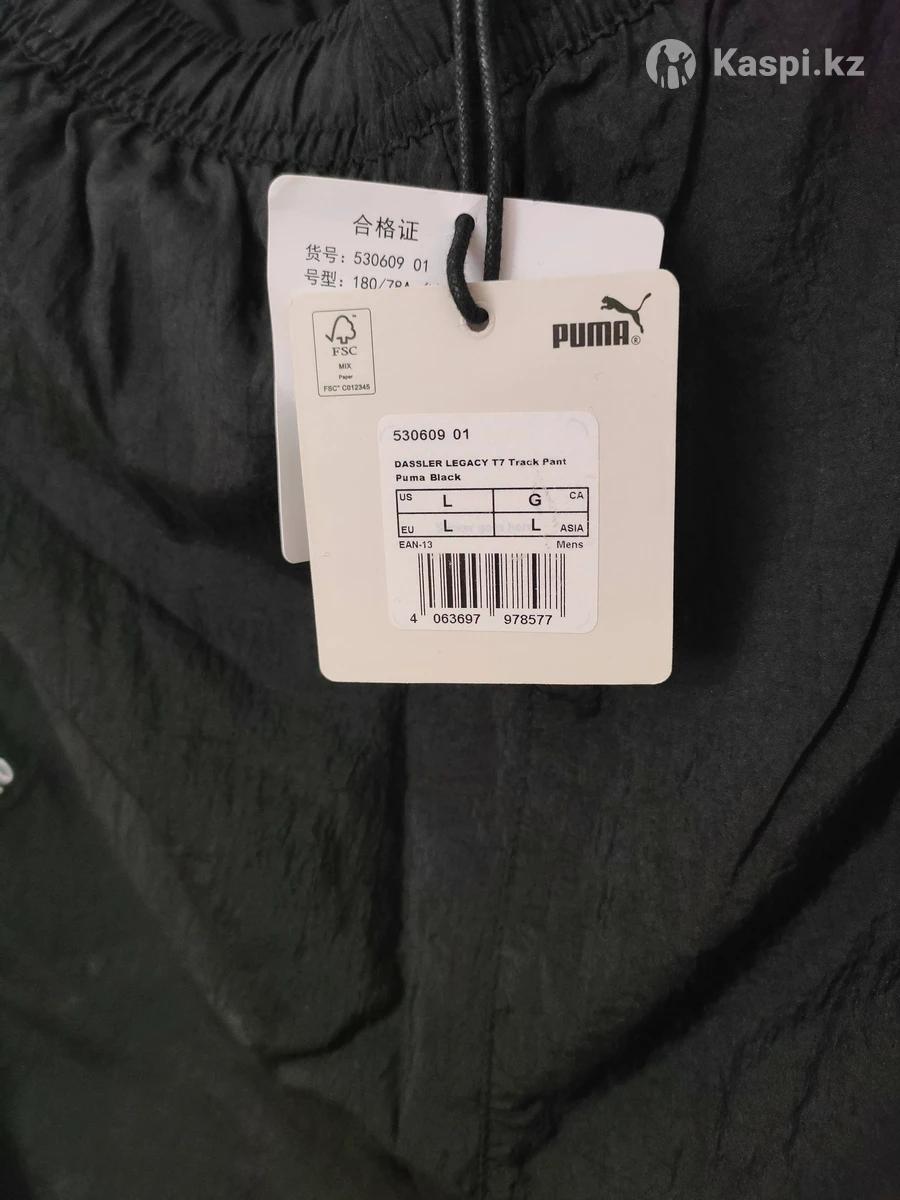 Kaspi.kz
合格证
货号: 530609 01
号型: 180/78A
PUMA®
FSC
MIX
Paper
FSC™ C012345
530609 01
DASSLER LEGACY T7 Track Pant
Puma Black
US L G CA
EU L L ASIA
EAN-13 Mens
4 063697 978577